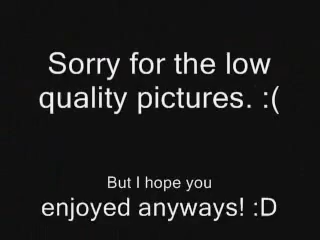 Sorry for the low
quality pictures. :(
But I hope you
enjoyed anyways! :D